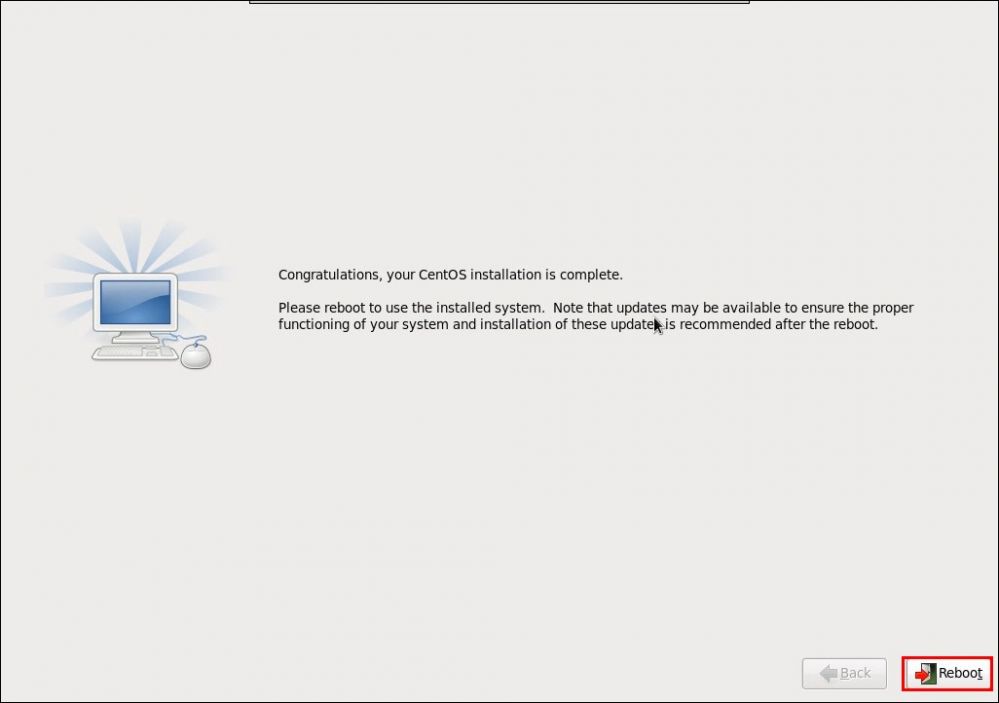 Congratulations, your CentOS installation is complete.
Please reboot to use the installed system.  Note that updates may be available to ensure the proper
functioning of your system and installation of these updates is recommended after the reboot.
Back
Reboot